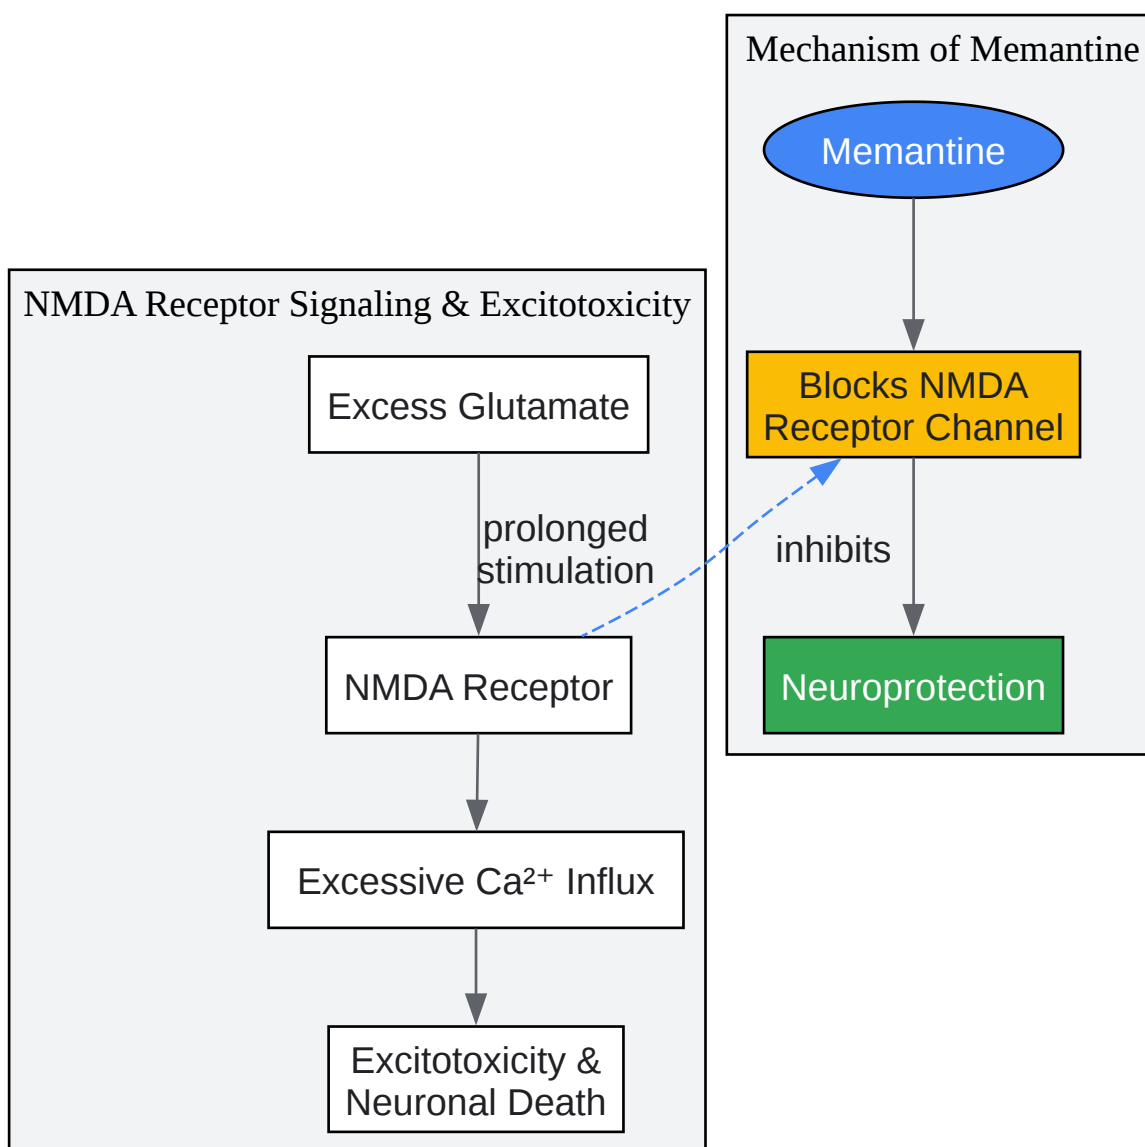 Mechanism of Memantine
Memantine
Blocks NMDA
Receptor Channel
inhibits
Neuroprotection
NMDA Receptor Signaling & Excitotoxicity
Excess Glutamate
prolonged
stimulation
NMDA Receptor
Excessive Ca²⁺ Influx
Excitotoxicity &
Neuronal Death